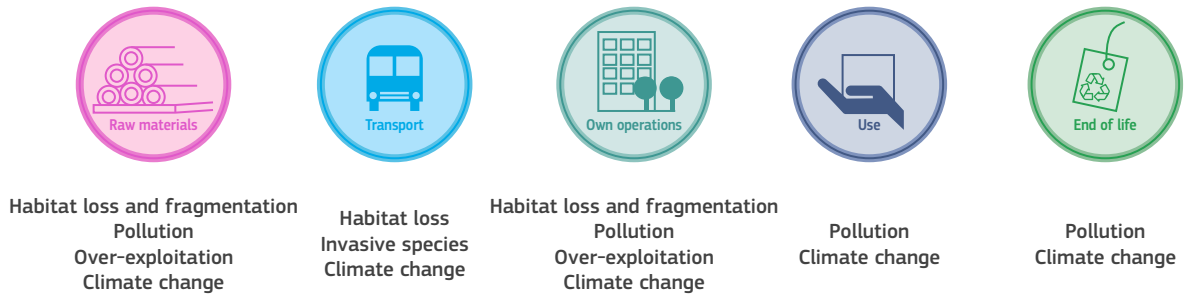 Raw materials
Transport
Own operations
Use
End of life
Habitat loss and fragmentation
Pollution
Over-exploitation
Climate change
Habitat loss
Invasive species
Climate change
Habitat loss and fragmentation
Pollution
Over-exploitation
Climate change
Pollution
Climate change
Pollution
Climate change